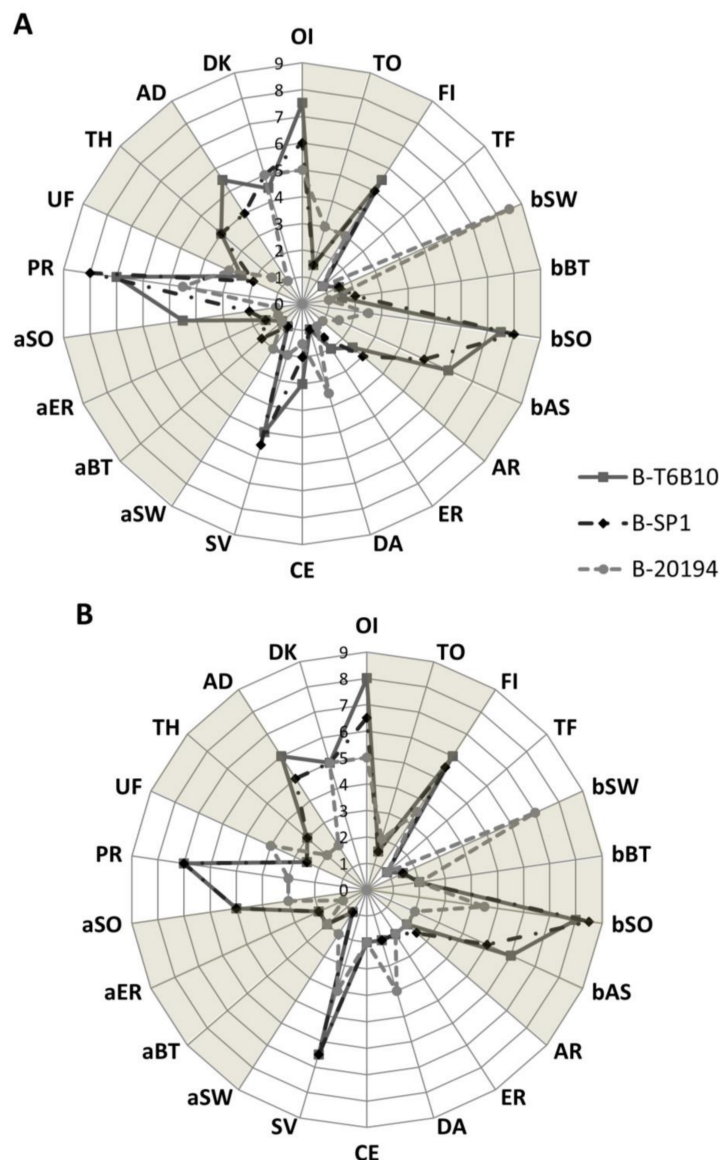 A
OI
TO
FI
TF
bSW
bBT
bSO
bAS
AR
ER
DA
CE
SV
aSW
aBT
aER
aSO
PR
UF
TH
AD
DK
9
8
7
6
5
4
3
2
1
0
B-T6B10
B-SP1
B-20194
B
OI
TO
FI
TF
bSW
bBT
bSO
bAS
AR
ER
DA
CE
SV
aSW
aBT
aER
aSO
PR
UF
TH
AD
DK
9
8
7
6
5
4
3
2
1
0